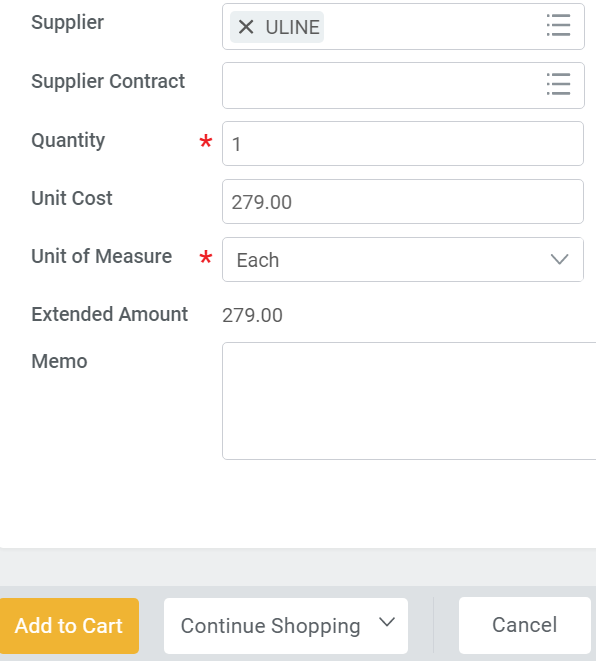 Supplier
× ULINE
Supplier Contract
Quantity * 1
Unit Cost 279.00
Unit of Measure * Each
Extended Amount 279.00
Memo
Add to Cart
Continue Shopping
Cancel